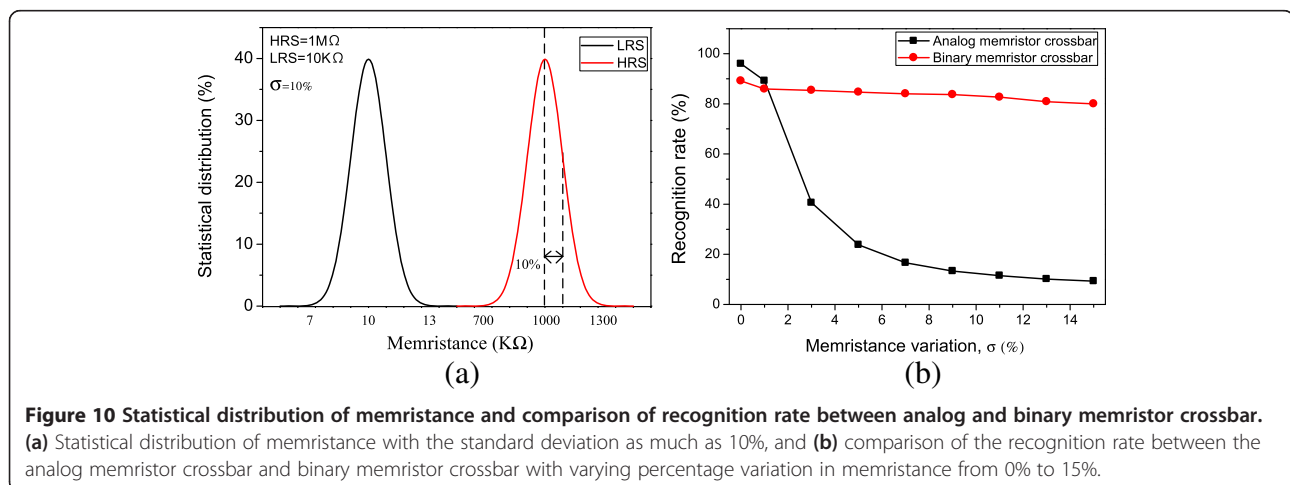 HRS=1MΩ
LRS=10KΩ
σ=10%
LRS
HRS
Statistical distribution (%)
40
30
20
10
0
10%
7 10 13 700 1000 1300
Memristance (KΩ)
(a)
Analog memristor crossbar
Binary memristor crossbar
Recognition rate (%)
100
80
60
40
20
0
0 2 4 6 8 10 12 14
Memristance variation, σ (%)
(b)
Figure 10 Statistical distribution of memristance and comparison of recognition rate between analog and binary memristor crossbar.
(a) Statistical distribution of memristance with the standard deviation as much as 10%, and (b) comparison of the recognition rate between the
analog memristor crossbar and binary memristor crossbar with varying percentage variation in memristance from 0% to 15%.